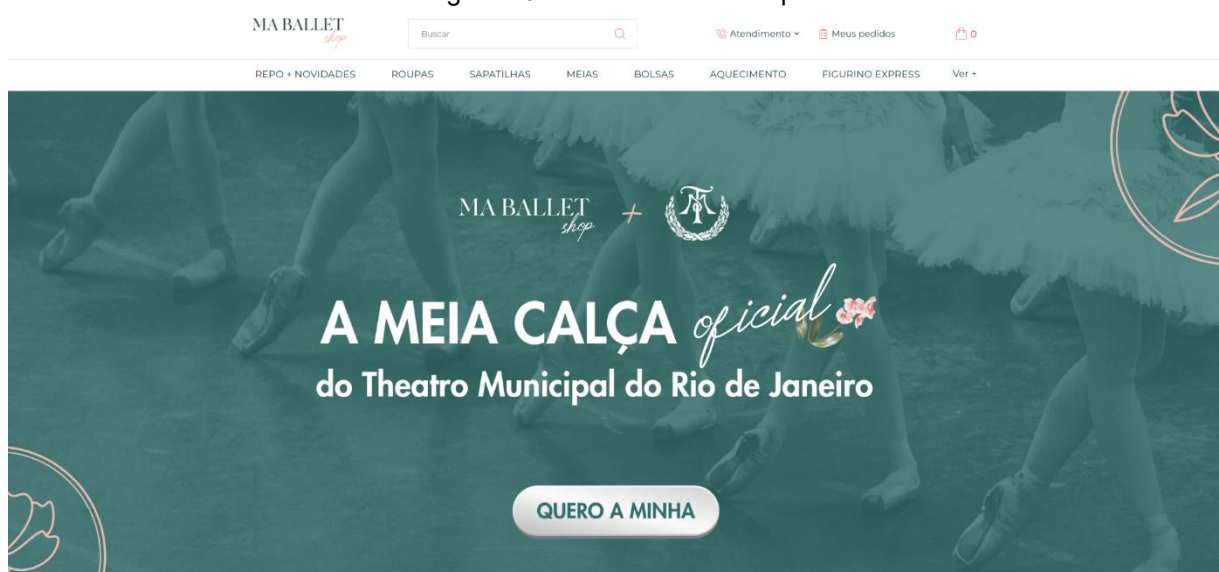 MA BALLET
shop
Buscar
Atendimento
Meus pedidos
0
REPO + NOVIDADES ROUPAS SAPATILHAS MEIAS BOLSAS AQUECIMENTO FIGURINO EXPRESS Ver +
MA BALLET
shop
+
A MEIA CALÇA oficial
do Theatro Municipal do Rio de Janeiro
QUERO A MINHA